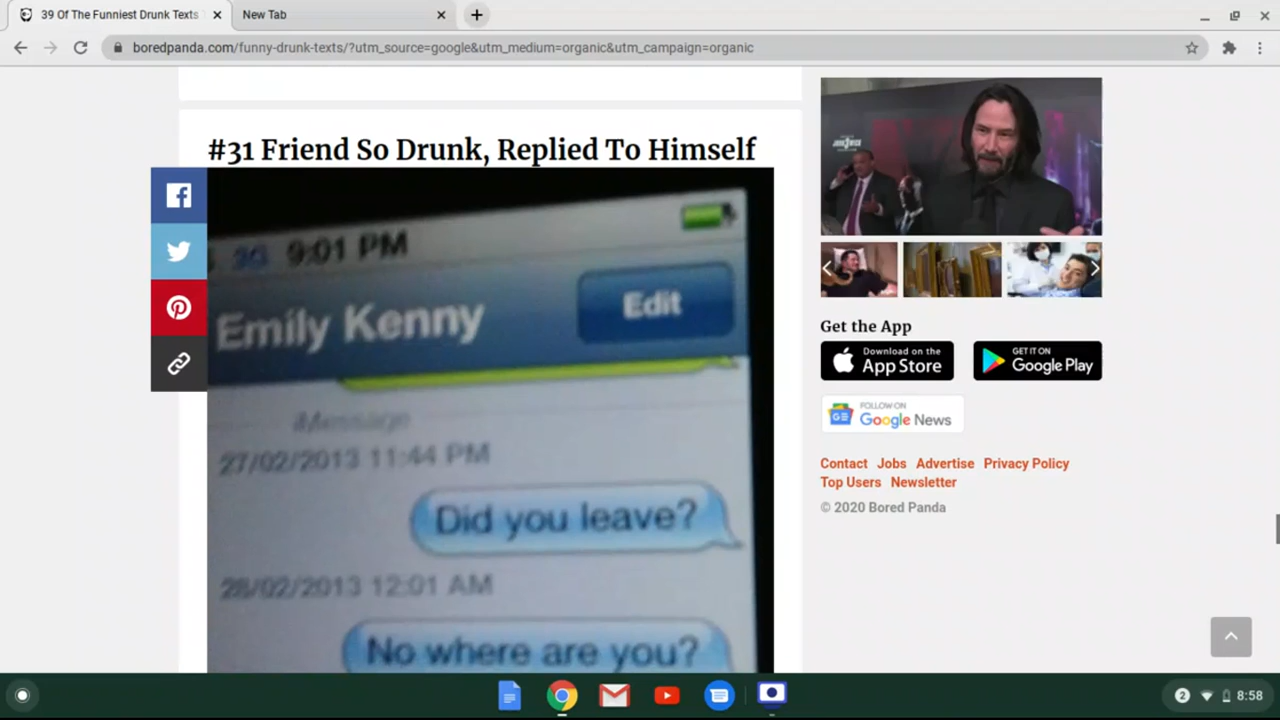 39 Of The Funniest Drunk Texts
New Tab
boredpanda.com/funny-drunk-texts/?utm_source=google&utm_medium=organic&utm_campaign=organic
#31 Friend So Drunk, Replied To Himself
3G 9:01 PM
Emily Kenny
Edit
iMessage
27/02/2013 11:44 PM
Did you leave?
28/02/2013 12:01 AM
No where are you?
Get the App
Download on the
App Store
GET IT ON
Google Play
FOLLOW ON
Google News
Contact Jobs Advertise Privacy Policy
Top Users Newsletter
© 2020 Bored Panda
2 8:58